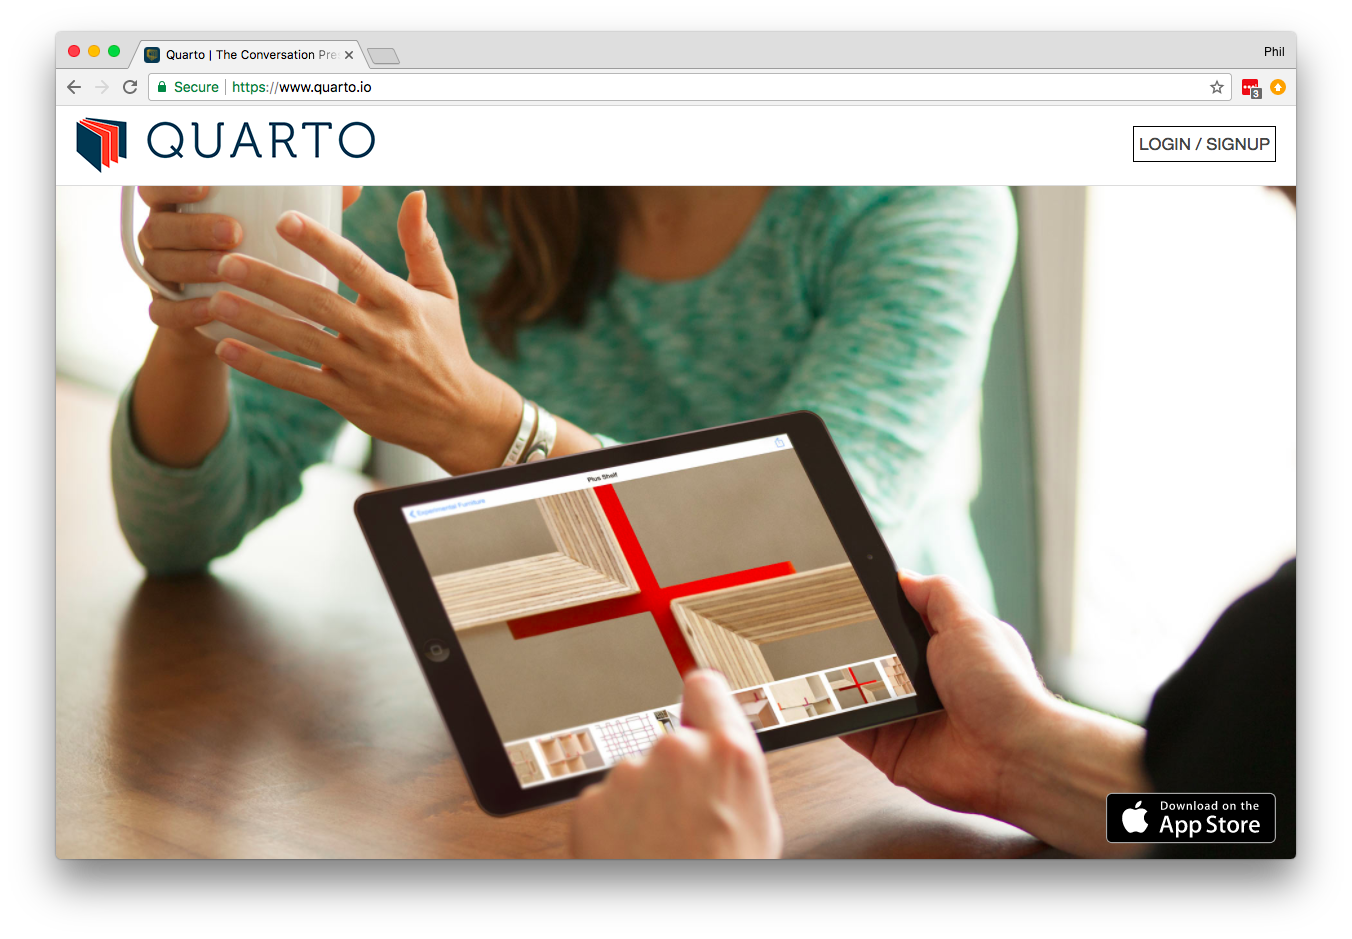 Quarto | The Conversation Pre
Phil
Secure
https://www.quarto.io
3
QUARTO
LOGIN / SIGNUP
Experimental Furniture
Plus Shelf
Download on the
App Store